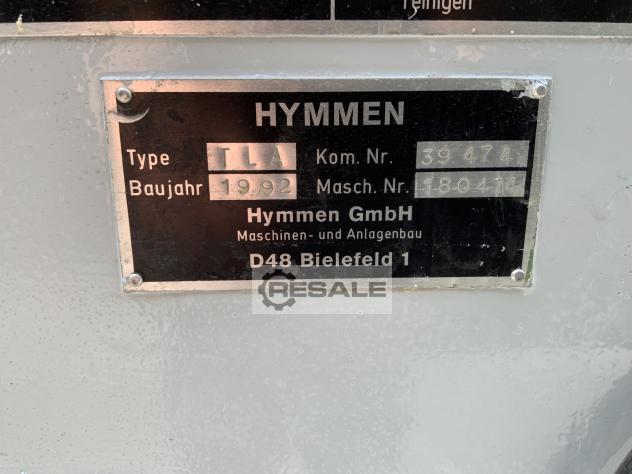 reinigen
HYMMEN
Type TLA Kom. Nr. 39.474
Baujahr 1992 Masch. Nr.
Hymmen GmbH
Maschinen- und Anlagenbau
D48 Bielefeld 1
RESALE